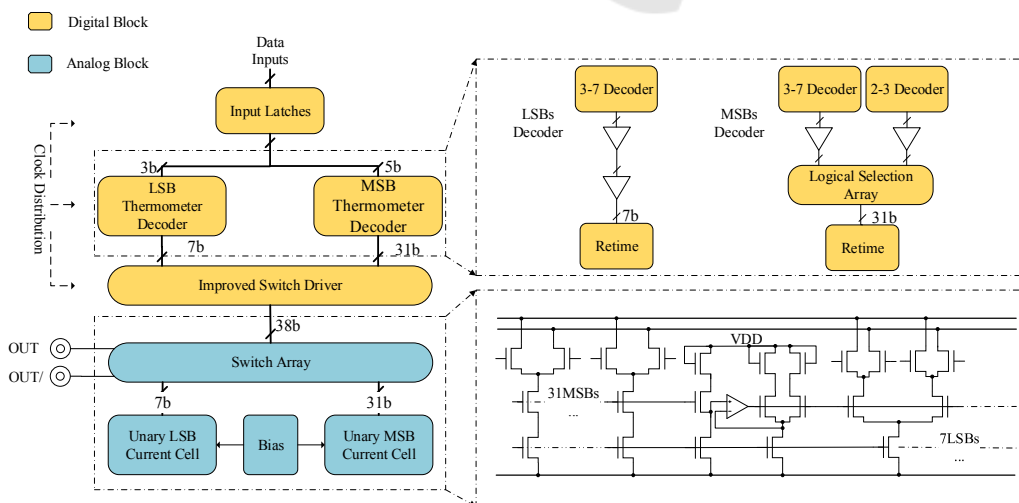 Digital Block
Analog Block
Data
Inputs
Input Latches
Clock Distribution
3b
5b
LSB
Thermometer
Decoder
MSB
Thermometer
Decoder
7b
31b
Improved Switch Driver
38b
OUT
OUT/
Switch Array
7b
31b
Unary LSB
Current Cell
Bias
Unary MSB
Current Cell
LSBs
Decoder
3-7 Decoder
7b
Retime
MSBs
Decoder
3-7 Decoder
2-3 Decoder
Logical Selection
Array
31b
Retime
VDD
31MSBs
...
+
-
7LSBs
...